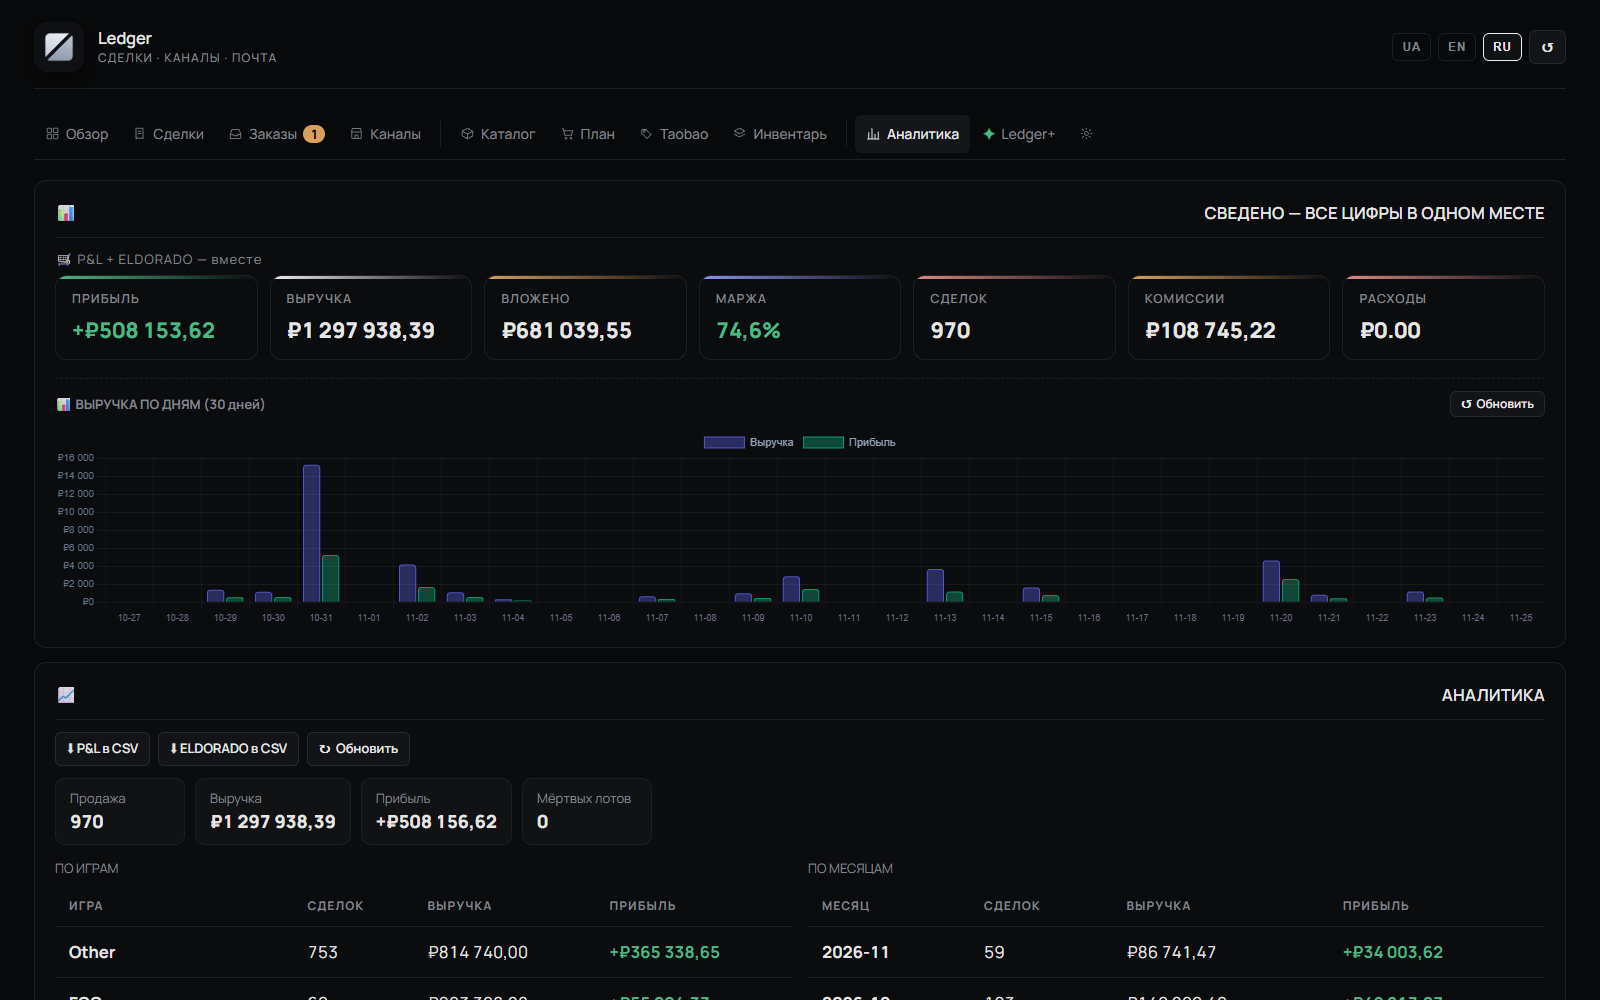 Ledger
СДЕЛКИ · КАНАЛЫ · ПОЧТА
UA EN RU
Обзор Сделки Заказы 1 Каналы Каталог План Taobao Инвентарь Аналитика Ledger+
СВЕДЕНО — ВСЕ ЦИФРЫ В ОДНОМ МЕСТЕ
P&L + ELDORADO — вместе
ПРИБЫЛЬ ВЫРУЧКА ВЛОЖЕНО МАРЖА СДЕЛОК КОМИССИИ РАСХОДЫ
+₽508 153,62 ₽1 297 938,39 ₽681 039,55 74,6% 970 ₽108 745,22 ₽0.00
ВЫРУЧКА ПО ДНЯМ (30 дней) Обновить
Выручка Прибыль
₽16 000
₽14 000
₽12 000
₽10 000
₽8 000
₽6 000
₽4 000
₽2 000
₽0
10-27 10-28 10-29 10-30 10-31 11-01 11-02 11-03 11-04 11-05 11-06 11-07 11-08 11-09 11-10 11-11 11-12 11-13 11-14 11-15 11-16 11-17 11-18 11-19 11-20 11-21 11-22 11-23 11-24 11-25
АНАЛИТИКА
P&L в CSV ELDORADO в CSV Обновить
Продажа Выручка Прибыль Мёртвых лотов
970 ₽1 297 938,39 +₽508 156,62 0
ПО ИГРАМ ПО МЕСЯЦАМ
ИГРА СДЕЛОК ВЫРУЧКА ПРИБЫЛЬ МЕСЯЦ СДЕЛОК ВЫРУЧКА ПРИБЫЛЬ
Other 753 ₽814 740,00 +₽365 338,65 2026-11 59 ₽86 741,47 +₽34 003,62